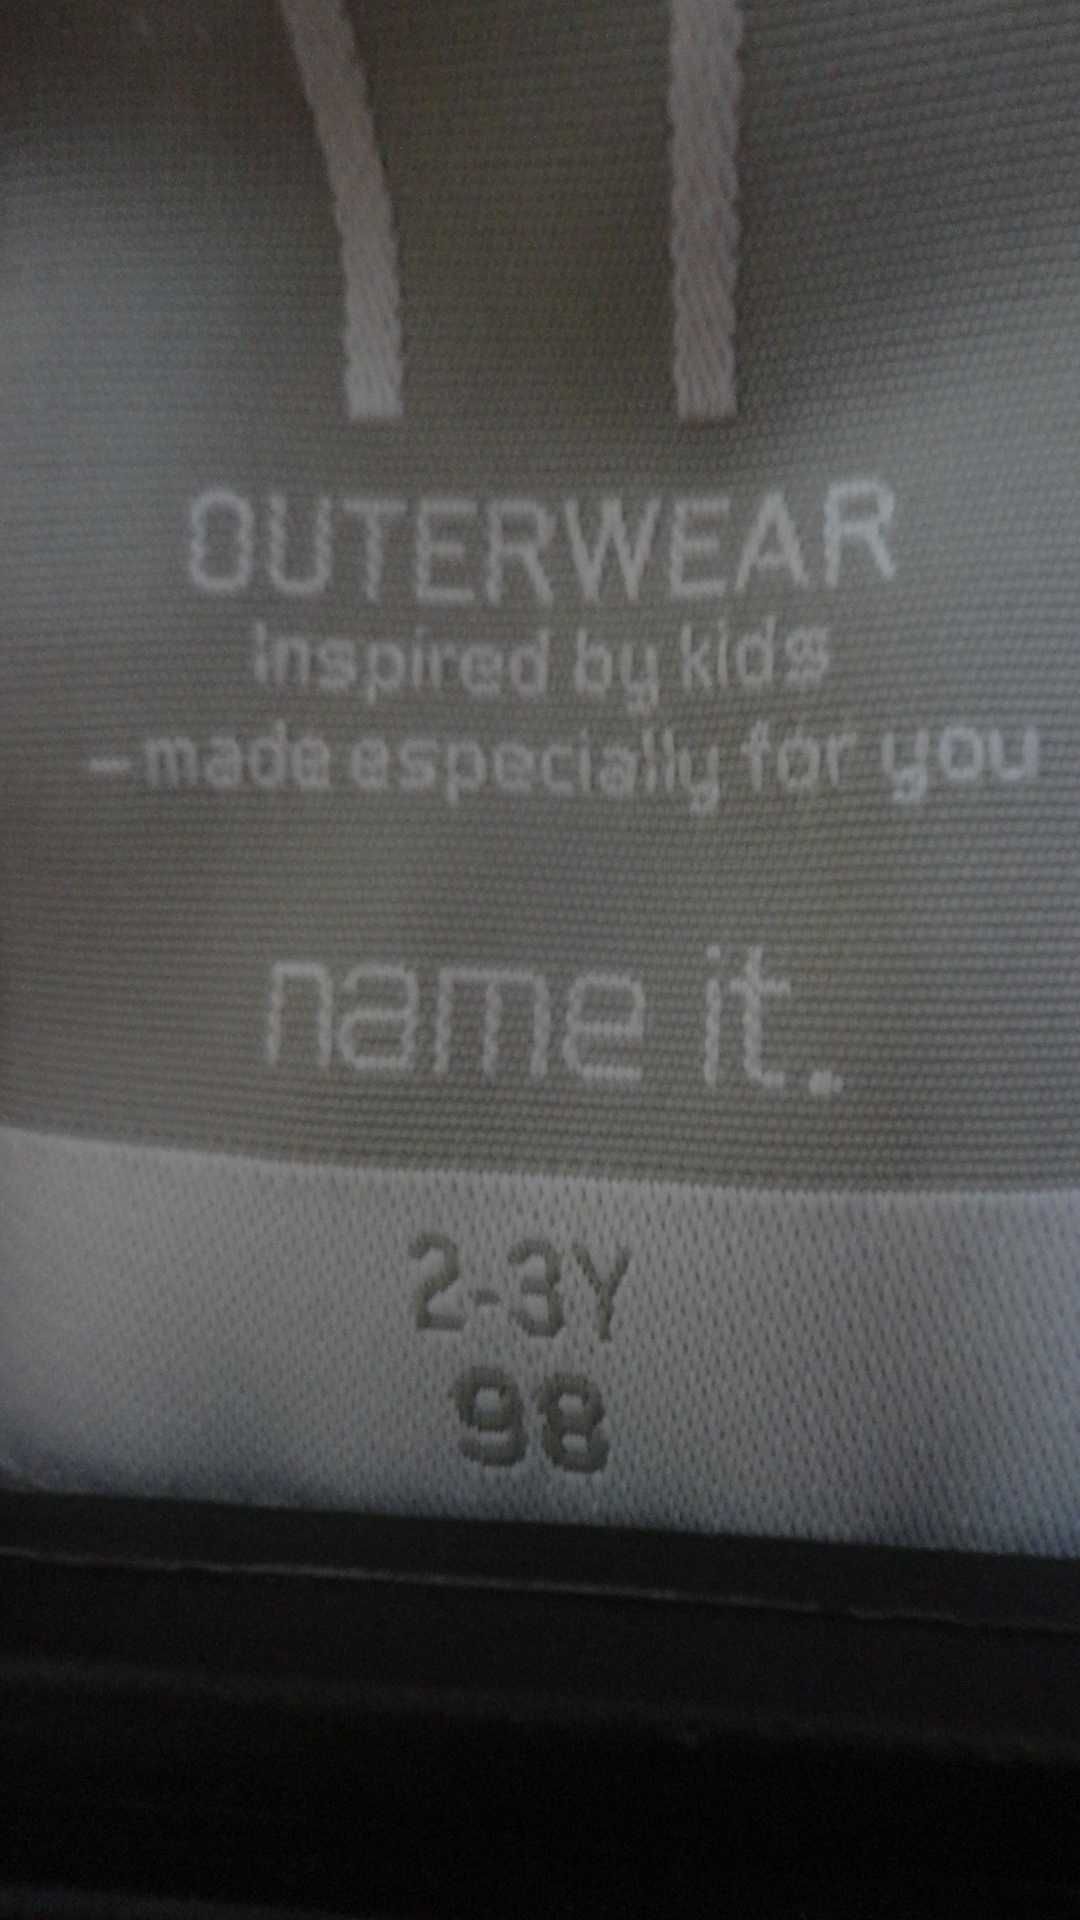 OUTERWEAR
inspired by kids
- made especially for you
name it.
2-3Y
98